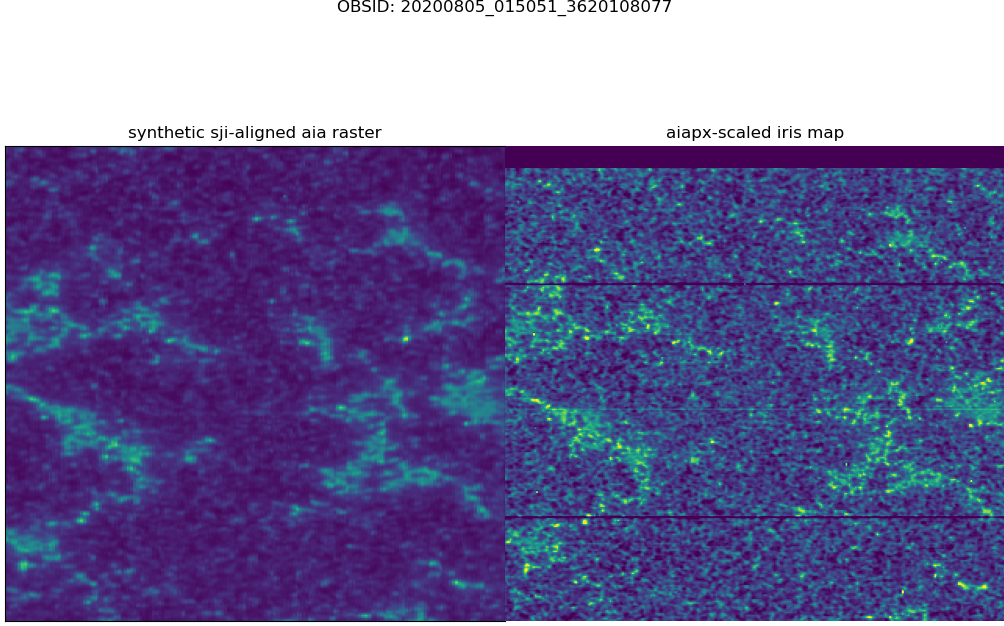 OBSID: 20200805_015051_3620108077
synthetic sji-aligned aia raster
aiapx-scaled iris map